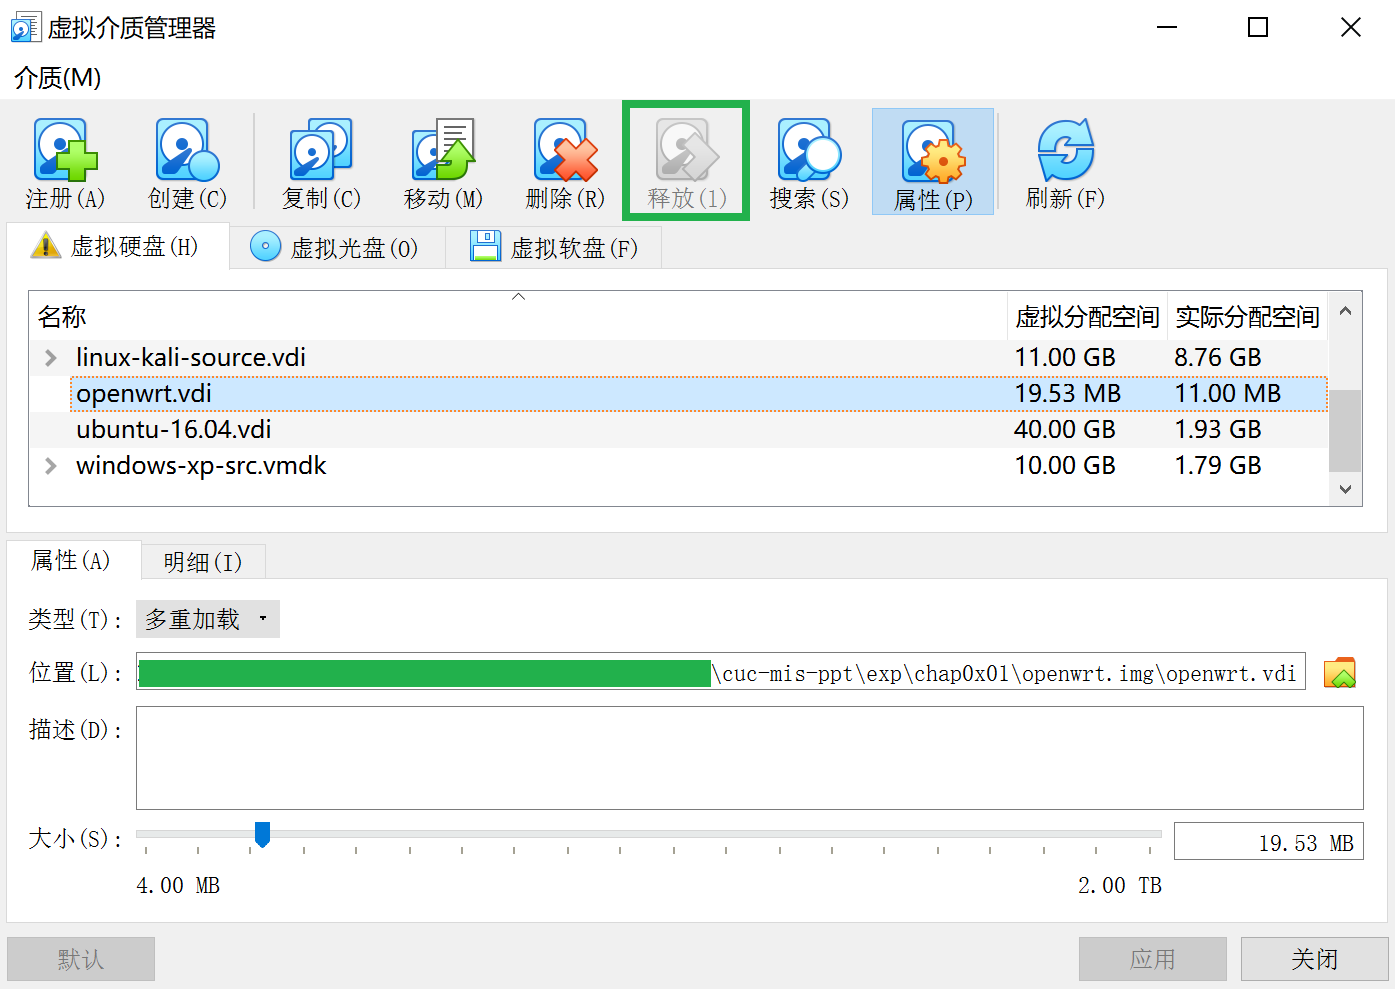 虚拟介质管理器
介质(M)
注册(A) 创建(C) 复制(C) 移动(M) 删除(R) 释放(l) 搜索(S) 属性(P) 刷新(F)
虚拟硬盘(H) 虚拟光盘(O) 虚拟软盘(F)
名称 虚拟分配空间 实际分配空间
linux-kali-source.vdi 11.00 GB 8.76 GB
openwrt.vdi 19.53 MB 11.00 MB
ubuntu-16.04.vdi 40.00 GB 1.93 GB
windows-xp-src.vmdk 10.00 GB 1.79 GB
属性(A) 明细(I)
类型(T): 多重加载
位置(L): \cuc-mis-ppt\exp\chap0x01\openwrt.img\openwrt.vdi
描述(D):
大小(S): 19.53 MB
4.00 MB 2.00 TB
默认 应用 关闭